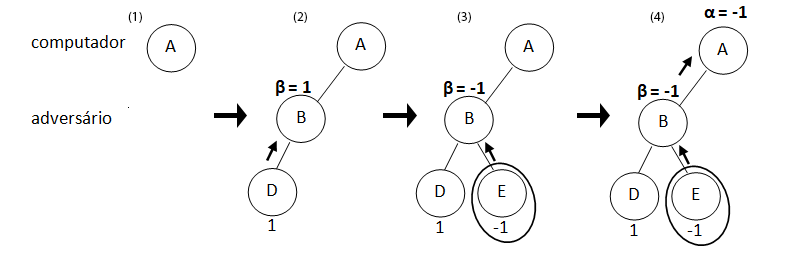 (1) (2) (3) (4) α = -1
computador A A A A
β = 1 β = -1 β = -1
adversário B B B
D D E D E
1 1 -1 1 -1